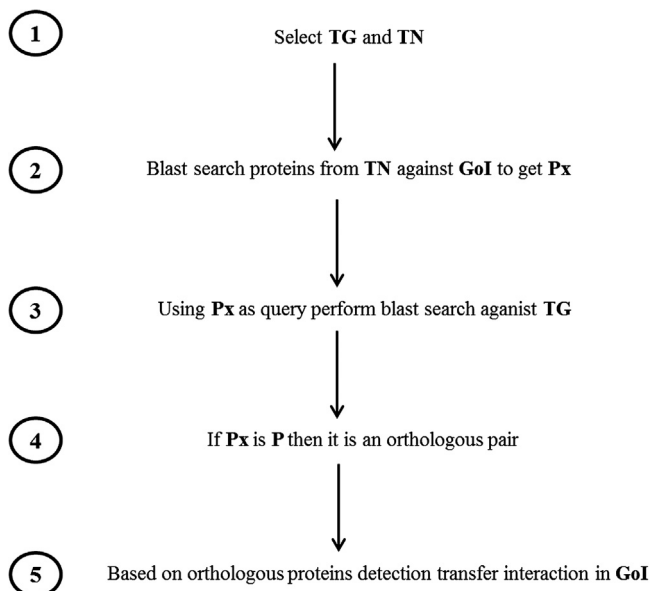 1 Select TG and TN
2 Blast search proteins from TN against GoI to get Px
3 Using Px as query perform blast search aganist TG
4 If Px is P then it is an orthologous pair
5 Based on orthologous proteins detection transfer interaction in GoI